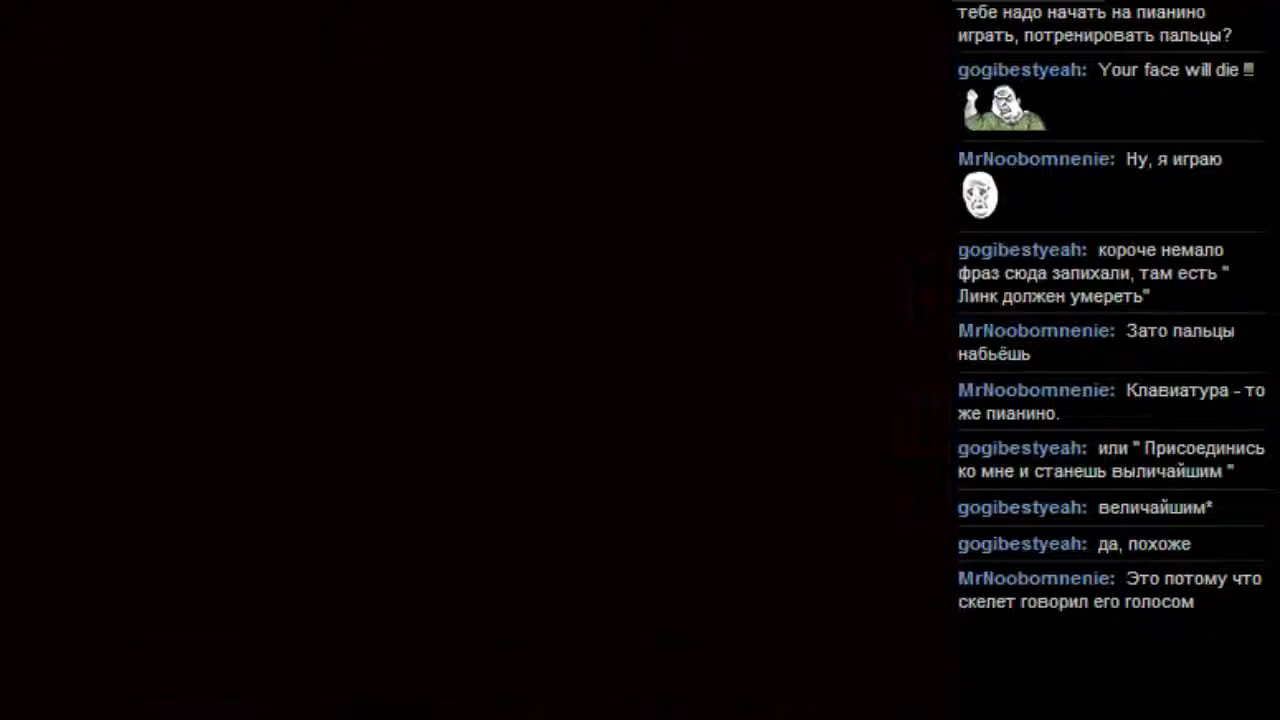 тебе надо начать на пианино
играть, потренировать пальцы?
gogibestyeah: Your face will die !!!
MrNoobomnenie: Ну, я играю
gogibestyeah: короче немало
фраз сюда запихали, там есть "
Линк должен умереть"
MrNoobomnenie: Зато пальцы
набьёшь
MrNoobomnenie: Клавиатура - то
же пианино.
gogibestyeah: или " Присоединись
ко мне и станешь выличайшим "
gogibestyeah: величайшим*
gogibestyeah: да, похоже
MrNoobomnenie: Это потому что
скелет говорил его голосом